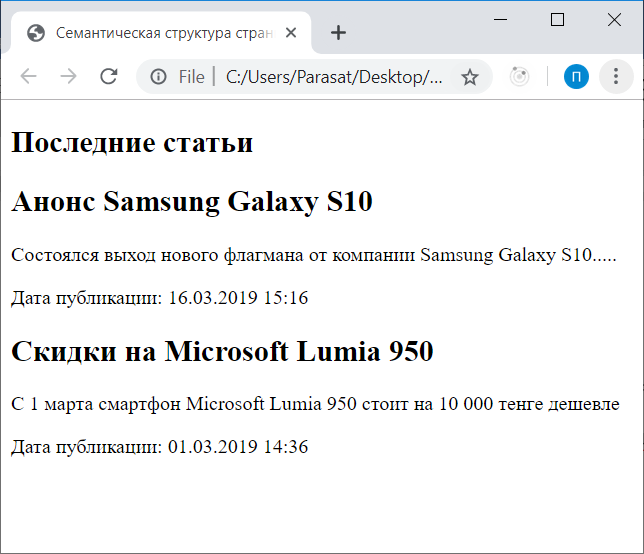 Семантическая структура стран
File
C:/Users/Parasat/Desktop/...
П
Последние статьи
Анонс Samsung Galaxy S10
Состоялся выход нового флагмана от компании Samsung Galaxy S10.....
Дата публикации: 16.03.2019 15:16
Скидки на Microsoft Lumia 950
С 1 марта смартфон Microsoft Lumia 950 стоит на 10 000 тенге дешевле
Дата публикации: 01.03.2019 14:36